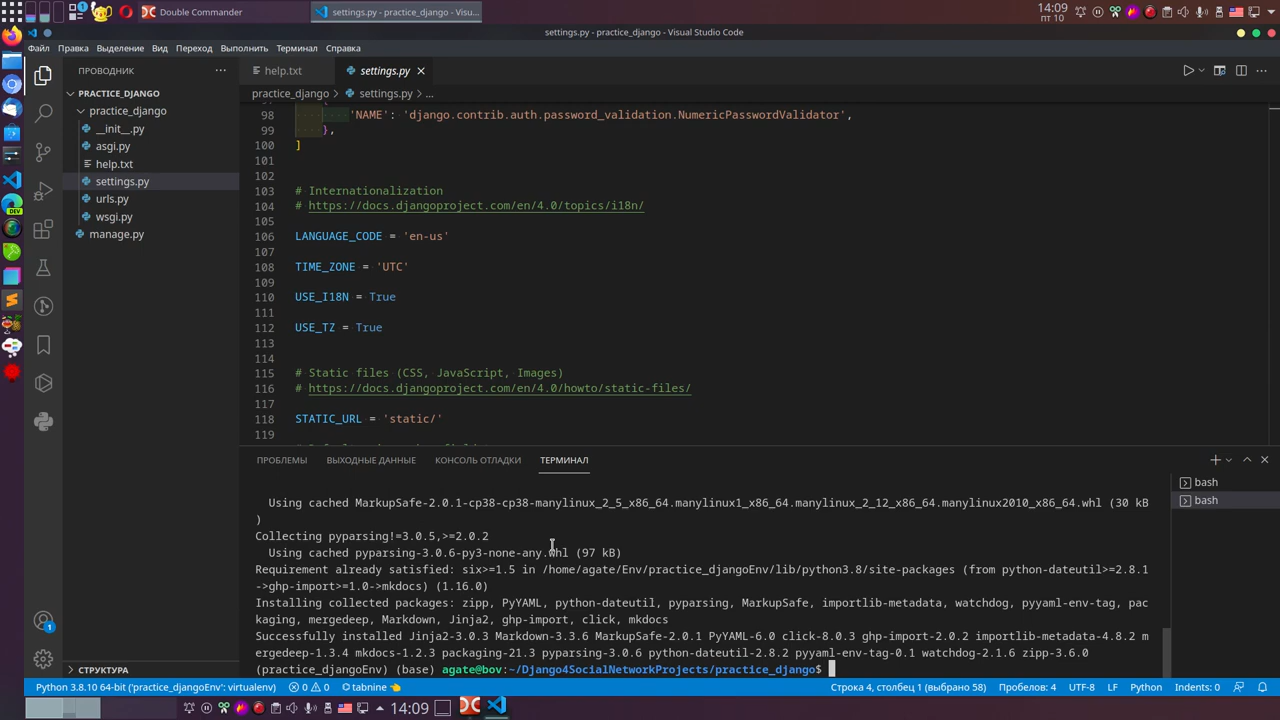 Double Commander
settings.py - practice_django - Visu...
14:09
пт 10
settings.py - practice_django - Visual Studio Code
Файл Правка Выделение Вид Переход Выполнить Терминал Справка
ПРОВОДНИК
help.txt
settings.py
PRACTICE_DJANGO
practice_django > settings.py > ...
practice_django
__init__.py
asgi.py
help.txt
settings.py
urls.py
wsgi.py
manage.py
98 'NAME': 'django.contrib.auth.password_validation.NumericPasswordValidator',
99 },
100 ]
101
102
103 # Internationalization
104 # https://docs.djangoproject.com/en/4.0/topics/i18n/
105
106 LANGUAGE_CODE = 'en-us'
107
108 TIME_ZONE = 'UTC'
109
110 USE_I18N = True
111
112 USE_TZ = True
113
114
115 # Static files (CSS, JavaScript, Images)
116 # https://docs.djangoproject.com/en/4.0/howto/static-files/
117
118 STATIC_URL = 'static/'
119
ПРОБЛЕМЫ ВЫХОДНЫЕ ДАННЫЕ КОНСОЛЬ ОТЛАДКИ ТЕРМИНАЛ
bash
bash
Using cached MarkupSafe-2.0.1-cp38-cp38-manylinux_2_5_x86_64.manylinux1_x86_64.manylinux_2_12_x86_64.manylinux2010_x86_64.whl (30 kB
)
Collecting pyparsing!=3.0.5,>=2.0.2
Using cached pyparsing-3.0.6-py3-none-any.whl (97 kB)
Requirement already satisfied: six>=1.5 in /home/agate/Env/practice_djangoEnv/lib/python3.8/site-packages (from python-dateutil>=2.8.1
->ghp-import>=1.0->mkdocs) (1.16.0)
Installing collected packages: zipp, PyYAML, python-dateutil, pyparsing, MarkupSafe, importlib-metadata, watchdog, pyyaml-env-tag, pac
kaging, mergedeep, Markdown, Jinja2, ghp-import, click, mkdocs
Successfully installed Jinja2-3.0.3 Markdown-3.3.6 MarkupSafe-2.0.1 PyYAML-6.0 click-8.0.3 ghp-import-2.0.2 importlib-metadata-4.8.2 m
ergedeep-1.3.4 mkdocs-1.2.3 packaging-21.3 pyparsing-3.0.6 python-dateutil-2.8.2 pyyaml-env-tag-0.1 watchdog-2.1.6 zipp-3.6.0
(practice_djangoEnv) (base) agate@bov:~/Django4SocialNetworkProjects/practice_django$
СТРУКТУРА
Python 3.8.10 64-bit ('practice_djangoEnv': virtualenv) 0 0 tabnine
Строка 4, столбец 1 (выбрано 58) Пробелов: 4 UTF-8 LF Python Indents: 0
14:09